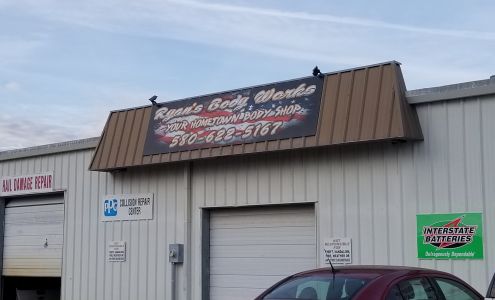 Ryan's Body Works
YOUR HOMETOWN BODY SHOP
580-622-5167
HAIL DAMAGE REPAIR
PPG COLLISION REPAIR
CENTER
INTERSTATE
BATTERIES
Outrageously Dependable